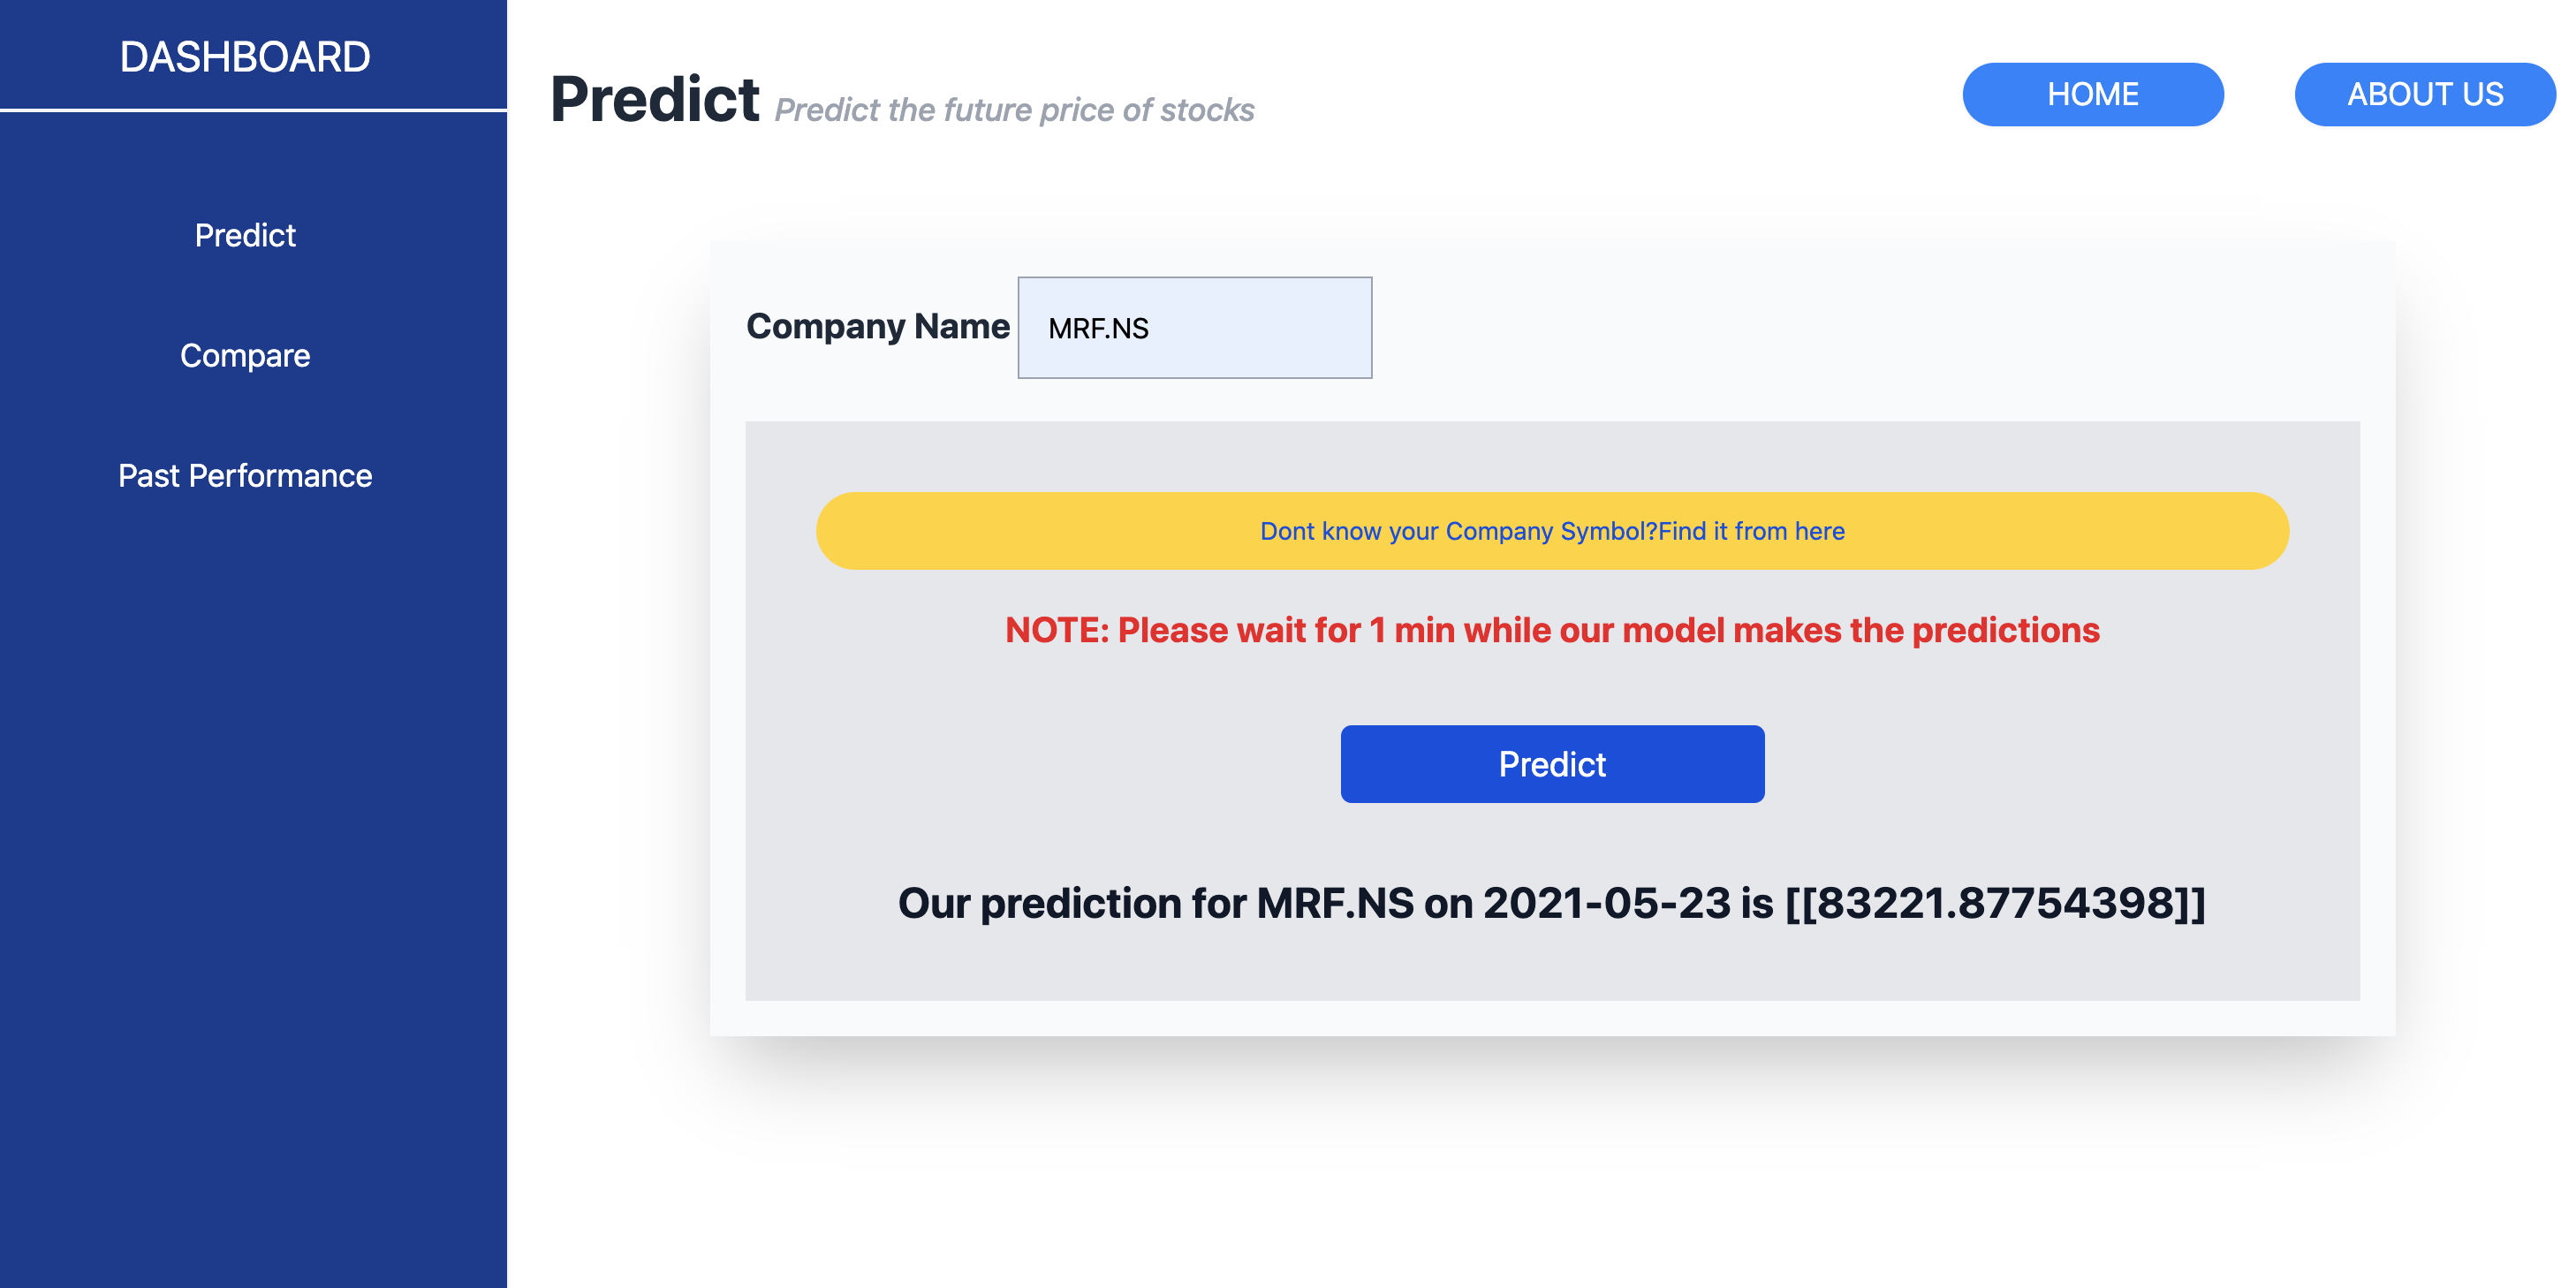 DASHBOARD
Predict
Compare
Past Performance
Predict Predict the future price of stocks
HOME
ABOUT US
Company Name MRF.NS
Dont know your Company Symbol?Find it from here
NOTE: Please wait for 1 min while our model makes the predictions
Predict
Our prediction for MRF.NS on 2021-05-23 is [[83221.87754398]]